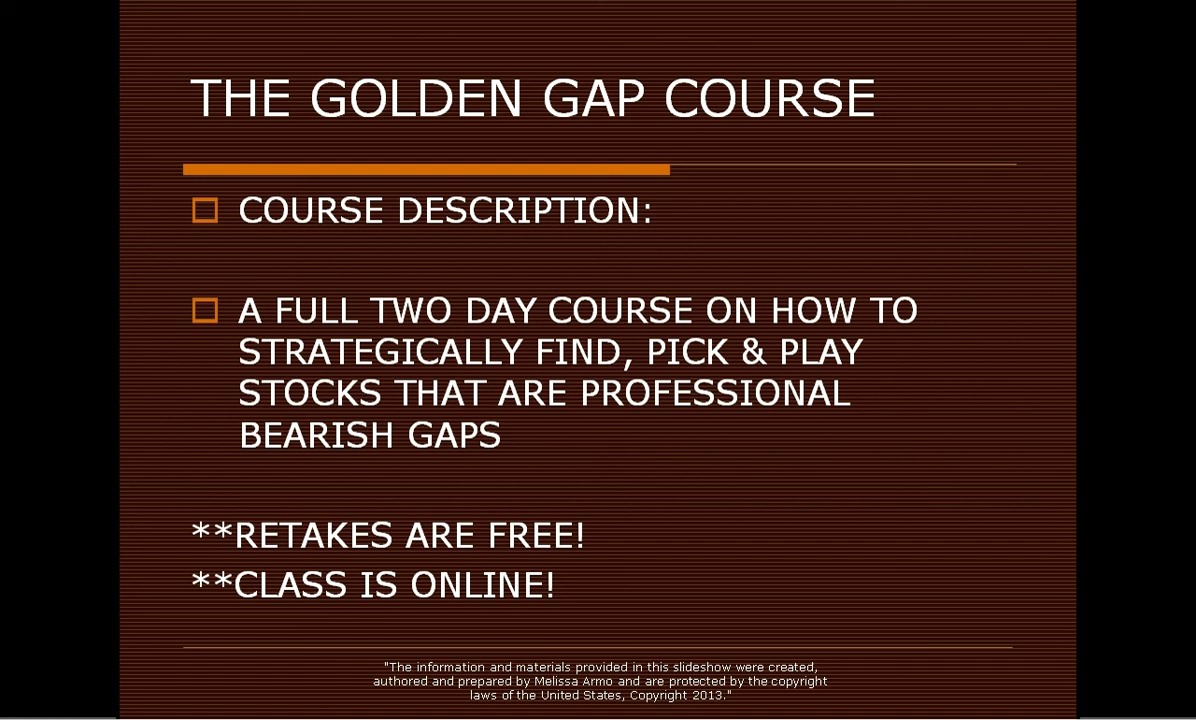 THE GOLDEN GAP COURSE
COURSE DESCRIPTION:
A FULL TWO DAY COURSE ON HOW TO
STRATEGICALLY FIND, PICK & PLAY
STOCKS THAT ARE PROFESSIONAL
BEARISH GAPS
**RETAKES ARE FREE!
**CLASS IS ONLINE!
"The information and materials provided in this slideshow were created,
authored and prepared by Melissa Armo and are protected by the copyright
laws of the United States, Copyright 2013."